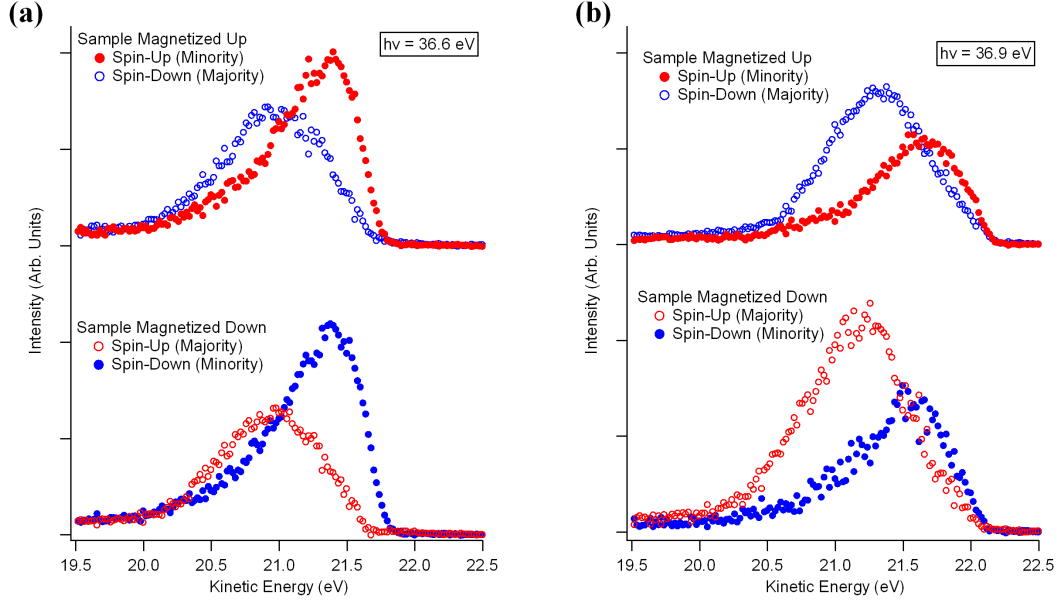 (a)
hν = 36.6 eV
Sample Magnetized Up
Spin-Up (Minority)
Spin-Down (Majority)
Sample Magnetized Down
Spin-Up (Majority)
Spin-Down (Minority)
Intensity (Arb. Units)
19.5 20.0 20.5 21.0 21.5 22.0 22.5
Kinetic Energy (eV)
(b)
hν = 36.9 eV
Sample Magnetized Up
Spin-Up (Minority)
Spin-Down (Majority)
Sample Magnetized Down
Spin-Up (Majority)
Spin-Down (Minority)
Intensity (Arb. Units)
19.5 20.0 20.5 21.0 21.5 22.0 22.5
Kinetic Energy (eV)